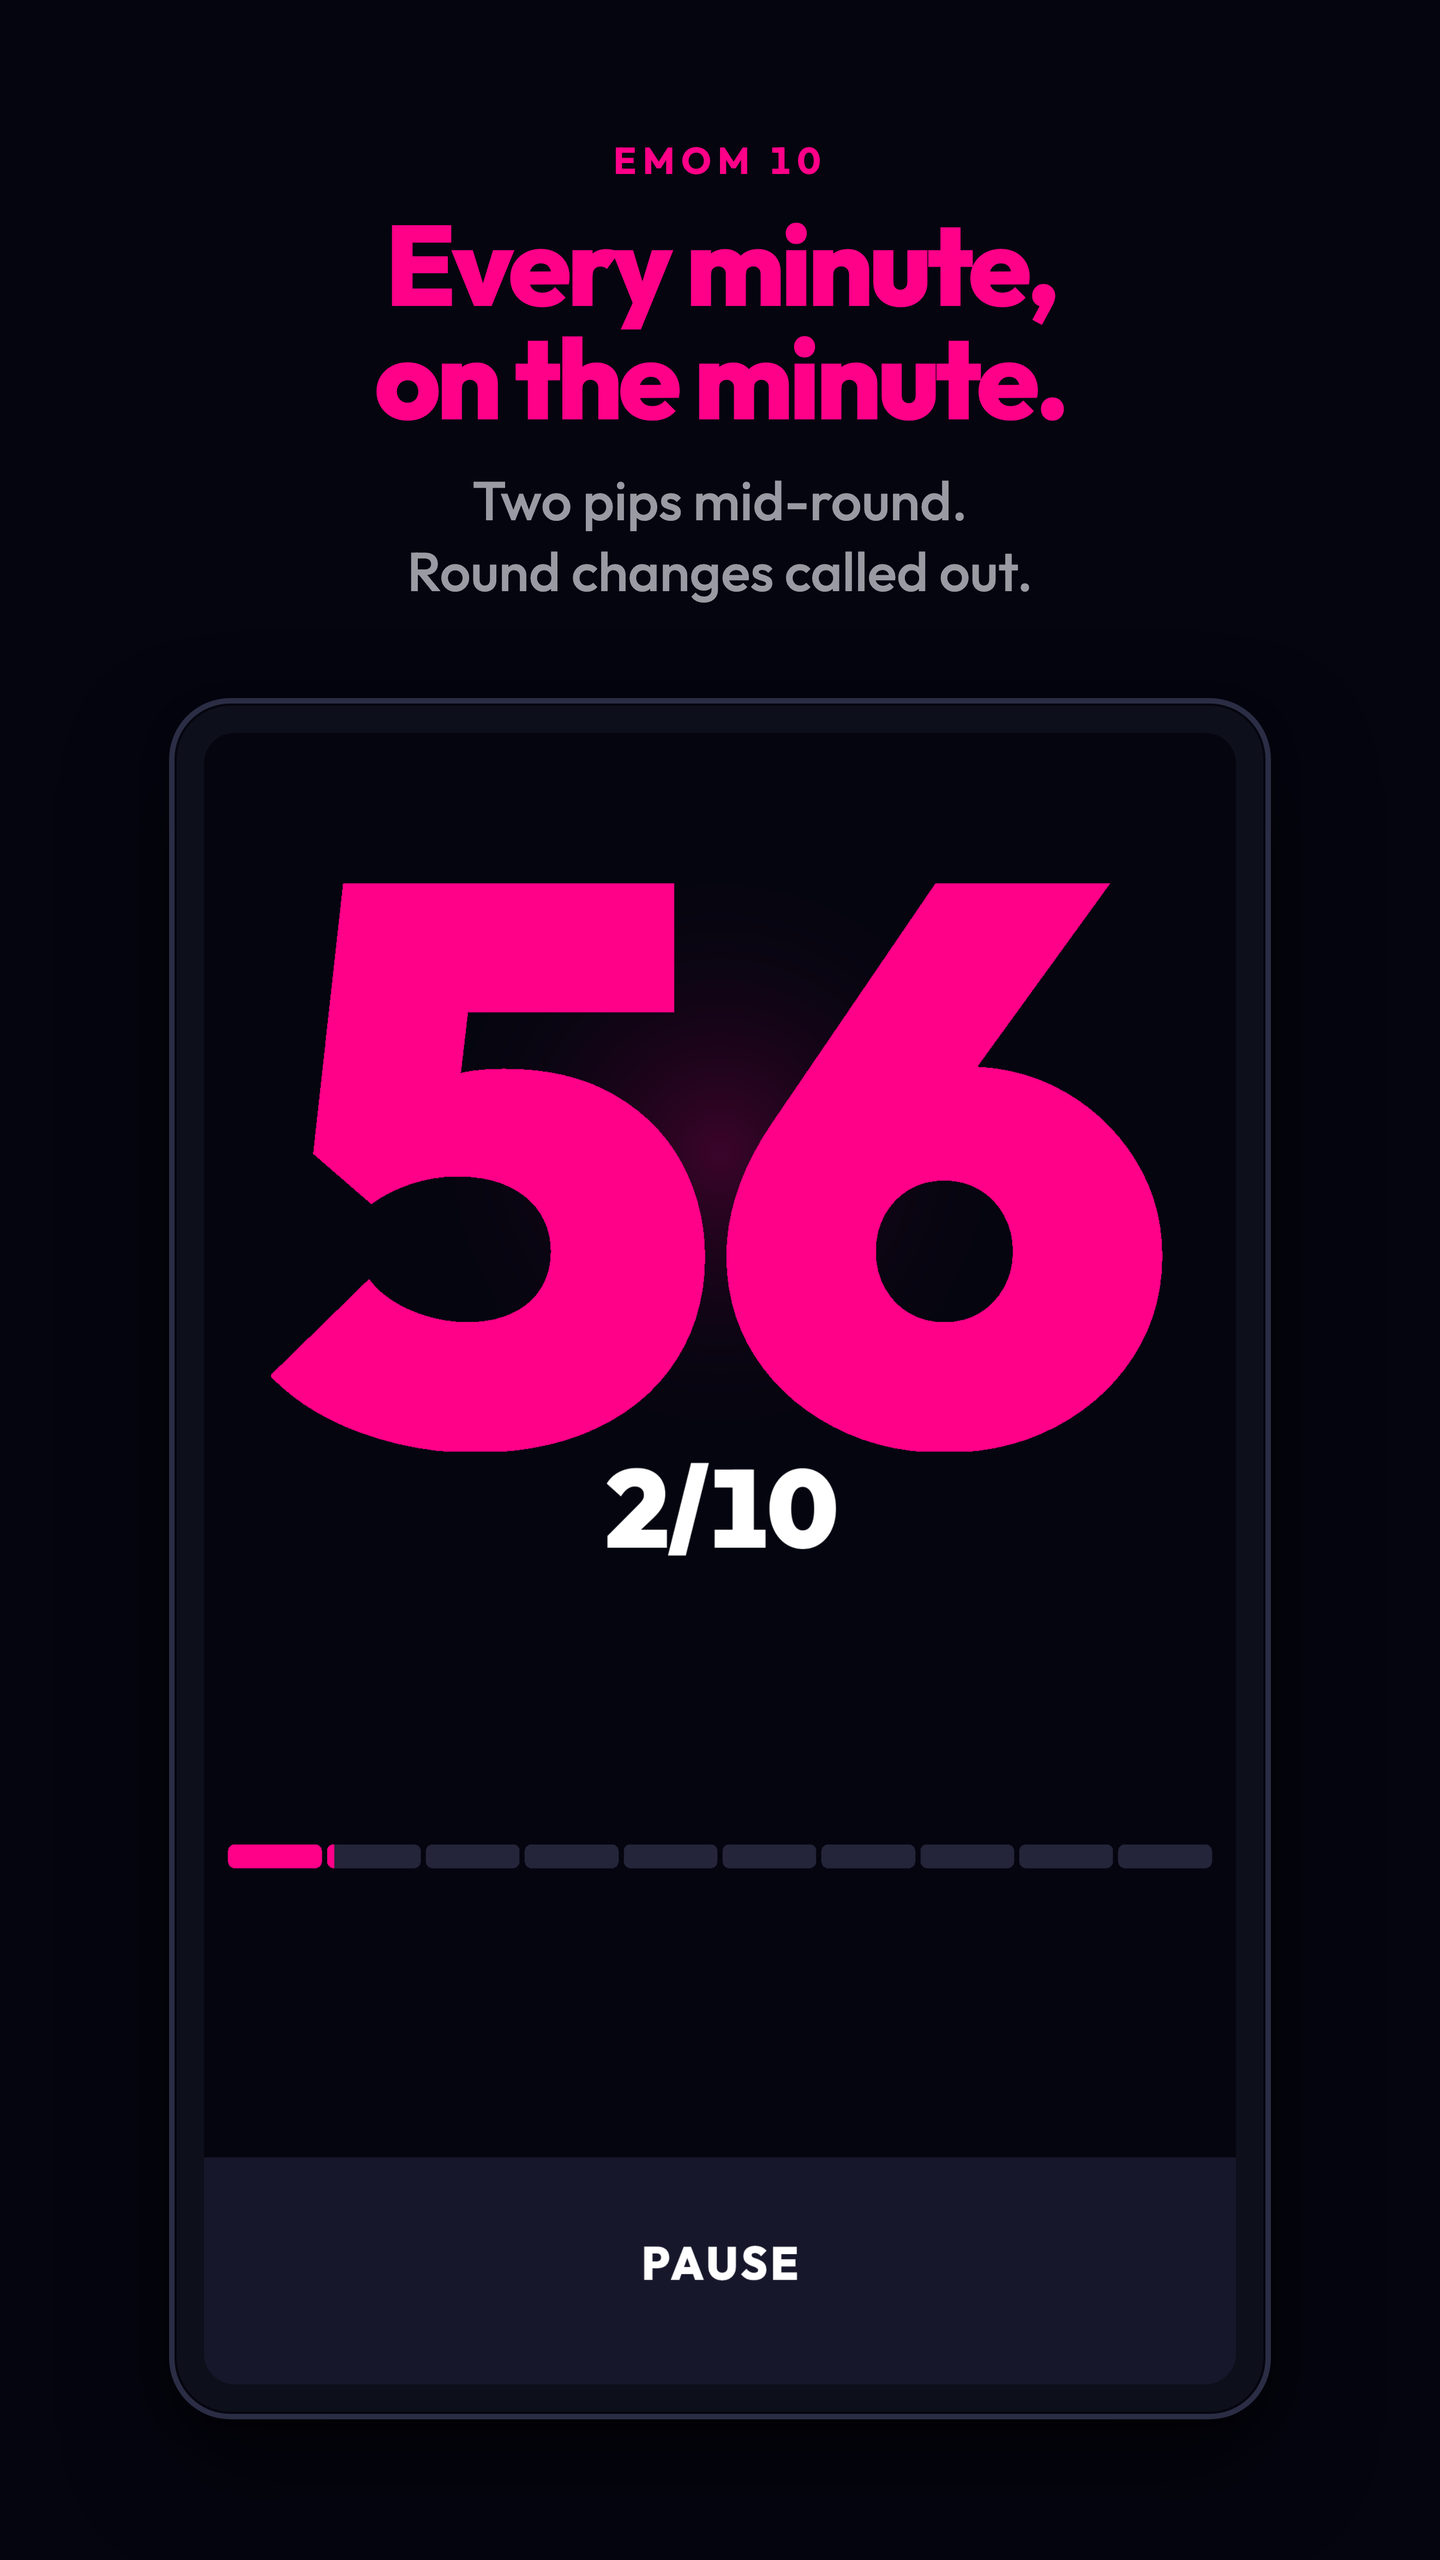 EMOM 10
Every minute,
on the minute.
Two pips mid-round.
Round changes called out.
56
2/10
PAUSE